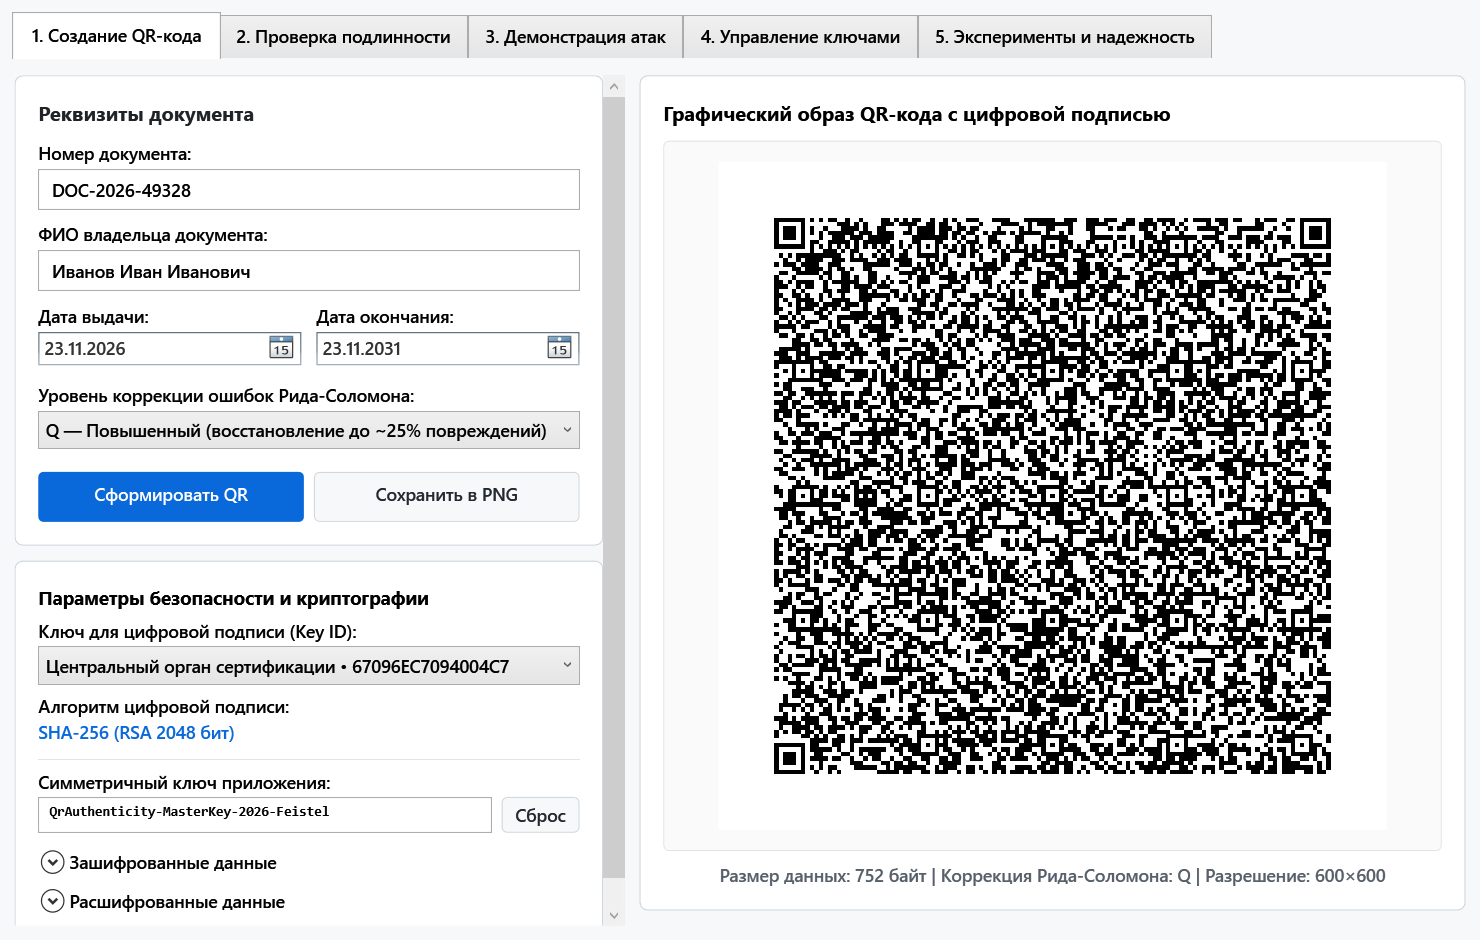 1. Создание QR-кода
2. Проверка подлинности
3. Демонстрация атак
4. Управление ключами
5. Эксперименты и надежность
Реквизиты документа
Номер документа:
DOC-2026-49328
ФИО владельца документа:
Иванов Иван Иванович
Дата выдачи:
Дата окончания:
23.11.2026
15
23.11.2031
15
Уровень коррекции ошибок Рида-Соломона:
Q — Повышенный (восстановление до ~25% повреждений)
Сформировать QR
Сохранить в PNG
Параметры безопасности и криптографии
Ключ для цифровой подписи (Key ID):
Центральный орган сертификации • 67096EC7094004C7
Алгоритм цифровой подписи:
SHA-256 (RSA 2048 бит)
Симметричный ключ приложения:
QrAuthenticity-MasterKey-2026-Feistel
Сброс
Зашифрованные данные
Расшифрованные данные
Графический образ QR-кода с цифровой подписью
Размер данных: 752 байт | Коррекция Рида-Соломона: Q | Разрешение: 600×600